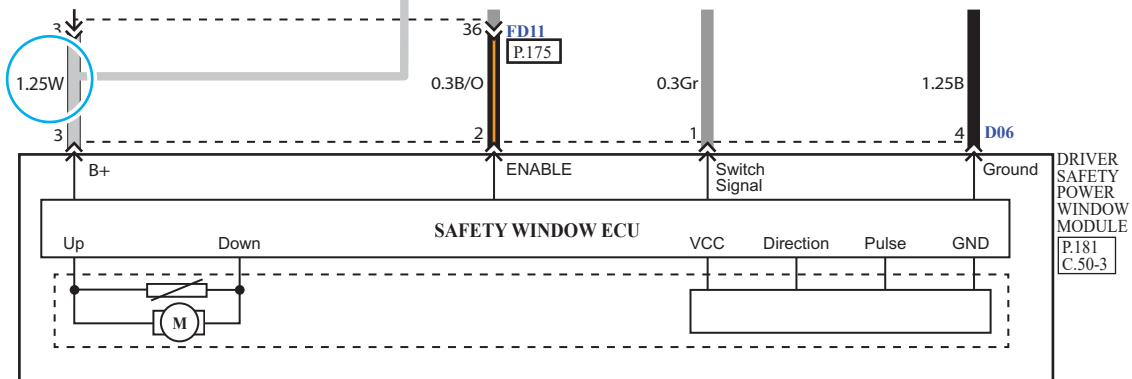 3
36 FD11
P.175
1.25W
0.3B/O
0.3Gr
1.25B
3
2
1
4 D06
B+
ENABLE
Switch
Signal
Ground
DRIVER
SAFETY
POWER
WINDOW
MODULE
P.181
C.50-3
SAFETY WINDOW ECU
Up
Down
VCC
Direction
Pulse
GND
M